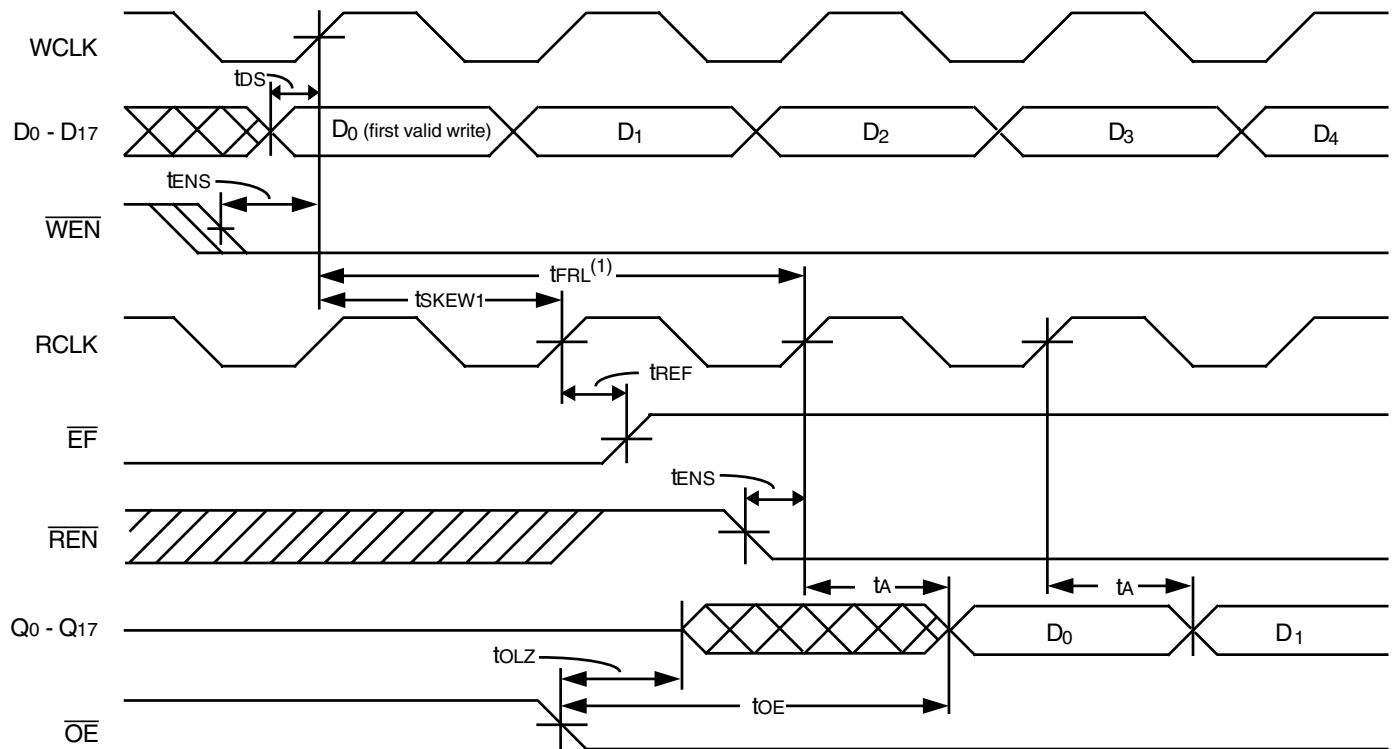 WCLK
tDS
D0 - D17
D0 (first valid write)
D1
D2
D3
D4
tENS
WEN
tFRL(1)
tSKEW1
RCLK
tREF
EF
tENS
REN
tA
tA
Q0 - Q17
D0
D1
tOLZ
tOE
OE